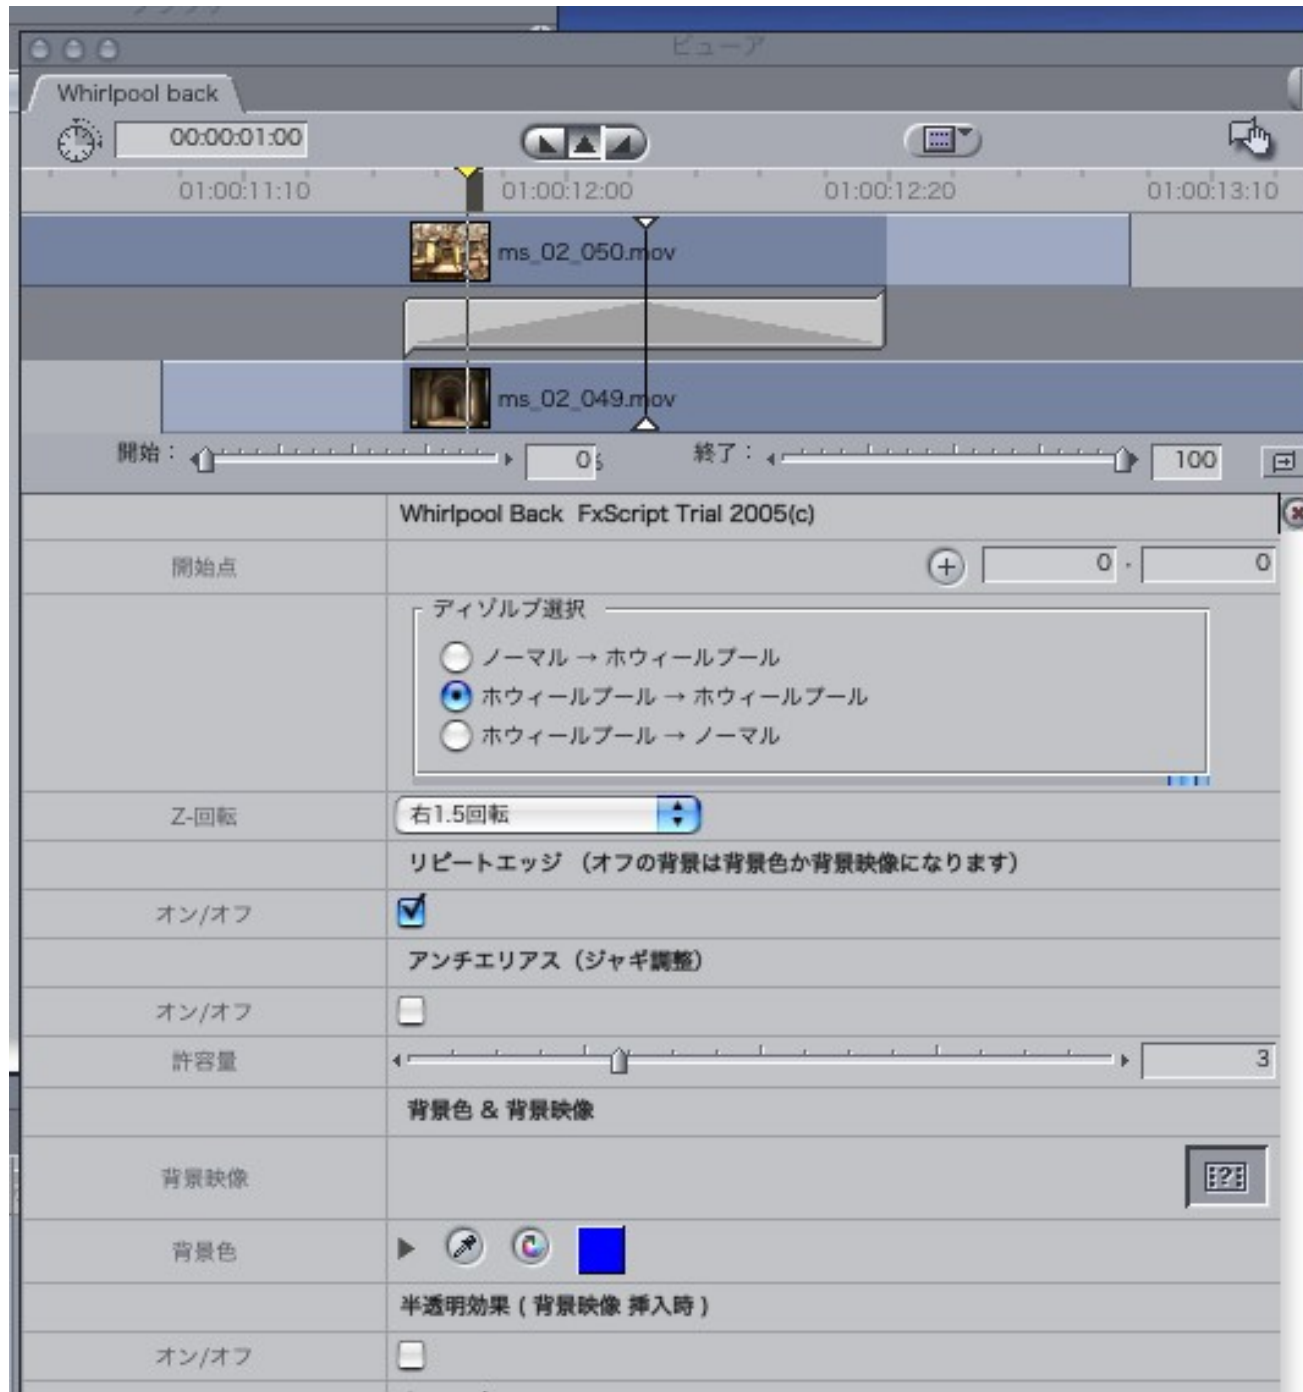 ビューア
Whirlpool back
00:00:01:00
01:00:11:10 01:00:12:00 01:00:12:20 01:00:13:10
ms_02_050.mov
ms_02_049.mov
開始： 0 終了： 100
Whirlpool Back FxScript Trial 2005(c)
開始点 0 , 0
ディゾルブ選択
ノーマル → ホウィールプール
ホウィールプール → ホウィールプール
ホウィールプール → ノーマル
Z-回転 右1.5回転
リピートエッジ （オフの背景は背景色か背景映像になります）
オン/オフ
アンチエリアス（ジャギ調整）
オン/オフ
許容量 3
背景色 & 背景映像
背景映像 ?
背景色
半透明効果 ( 背景映像 挿入時 )
オン/オフ